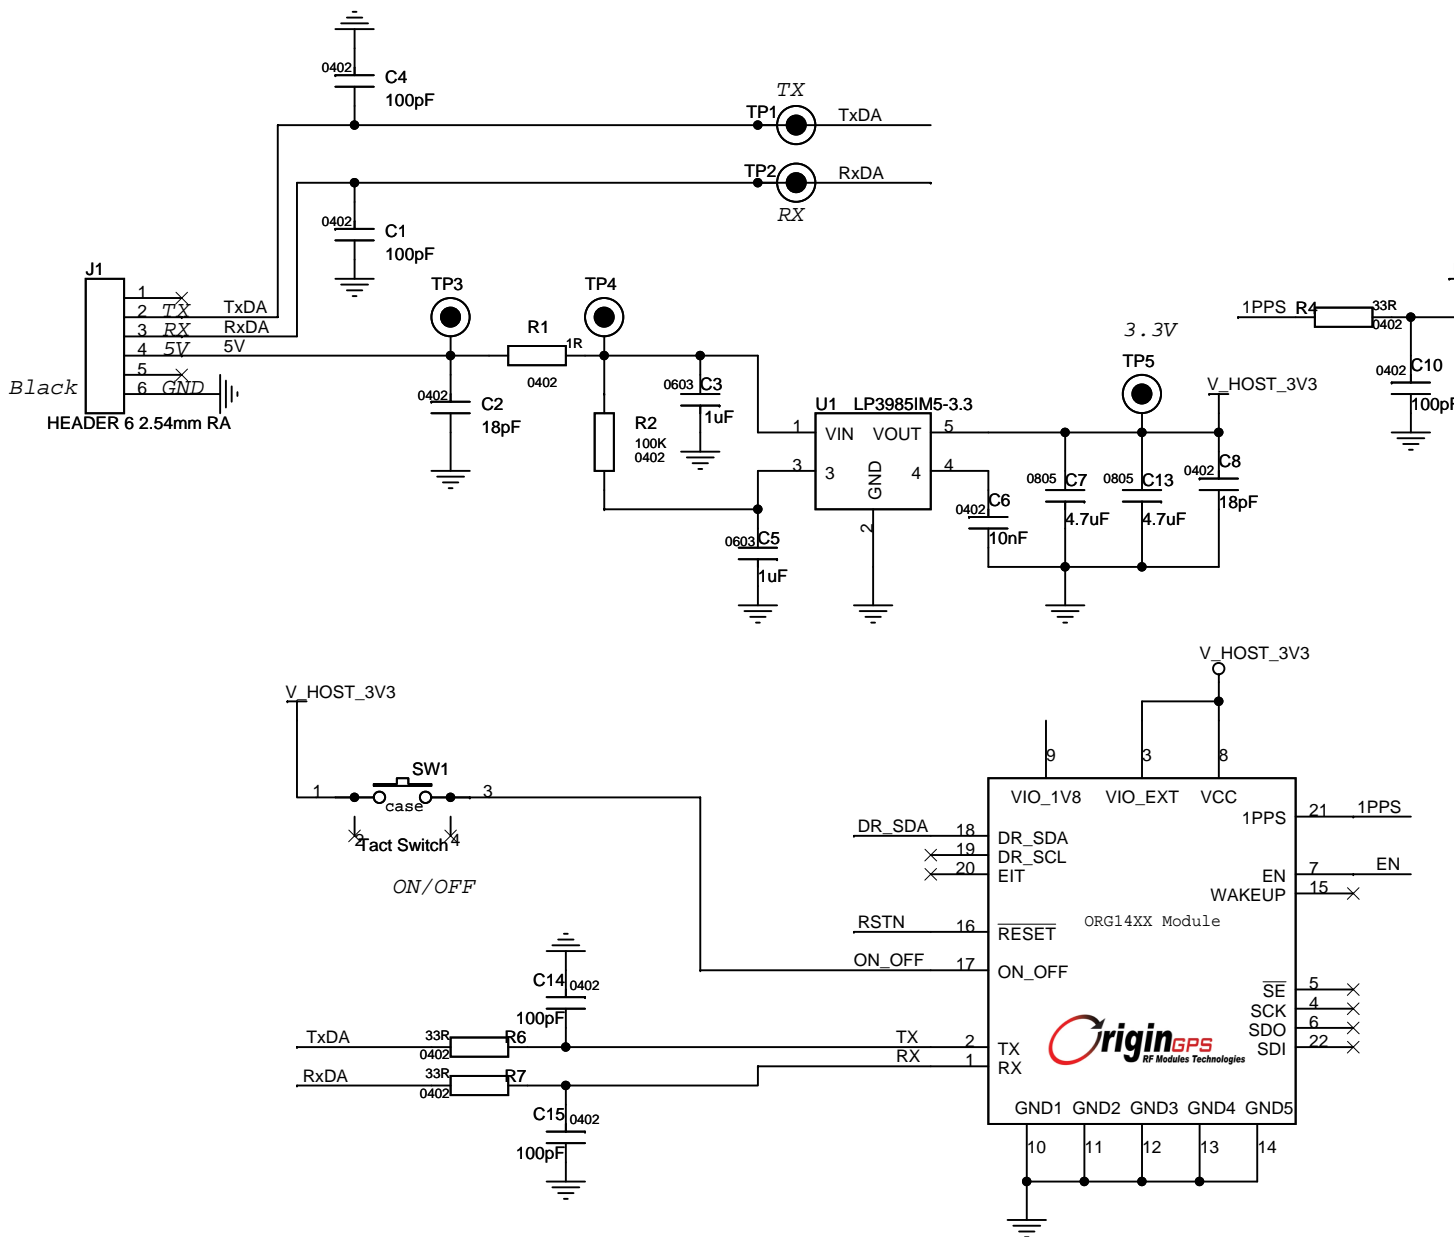 0402 C4
100pF
TX
TP1 TxDA
TP2 RxDA
RX
0402 C1
100pF
J1
1
2 TX TxDA
3 RX RxDA
4 5V 5V
5
Black 6 GND
HEADER 6 2.54mm RA
TP3
TP4
R1
1R
0402
0402 C2
18pF
R2
100K
0402
0603 C3
1uF
U1 LP3985IM5-3.3
1 VIN VOUT 5
3 3 GND 4 4
2
0603 C5
1uF
0402 C6
10nF
3.3V
TP5
V_HOST_3V3
0805 C7
4.7uF
0805 C13
4.7uF
0402 C8
18pF
1PPS R4 33R
0402
0402 C10
100pF
V_HOST_3V3
SW1
1 case 3
2 Tact Switch 4
ON/OFF
V_HOST_3V3
9 3 8
VIO_1V8 VIO_EXT VCC
1PPS 21 1PPS
DR_SDA 18 DR_SDA
19 DR_SCL
20 EIT
EN 7 EN
WAKEUP 15
ORG14XX Module
RSTN 16 RESET
ON_OFF 17 ON_OFF
SE 5
SCK 4
SDO 6
SDI 22
OriginGPS
RF Modules Technologies
C14 0402
100pF
TxDA 33R R6 TX 2 TX
0402
RxDA 33R R7 RX 1 RX
0402
C15 0402
100pF
GND1 GND2 GND3 GND4 GND5
10 11 12 13 14